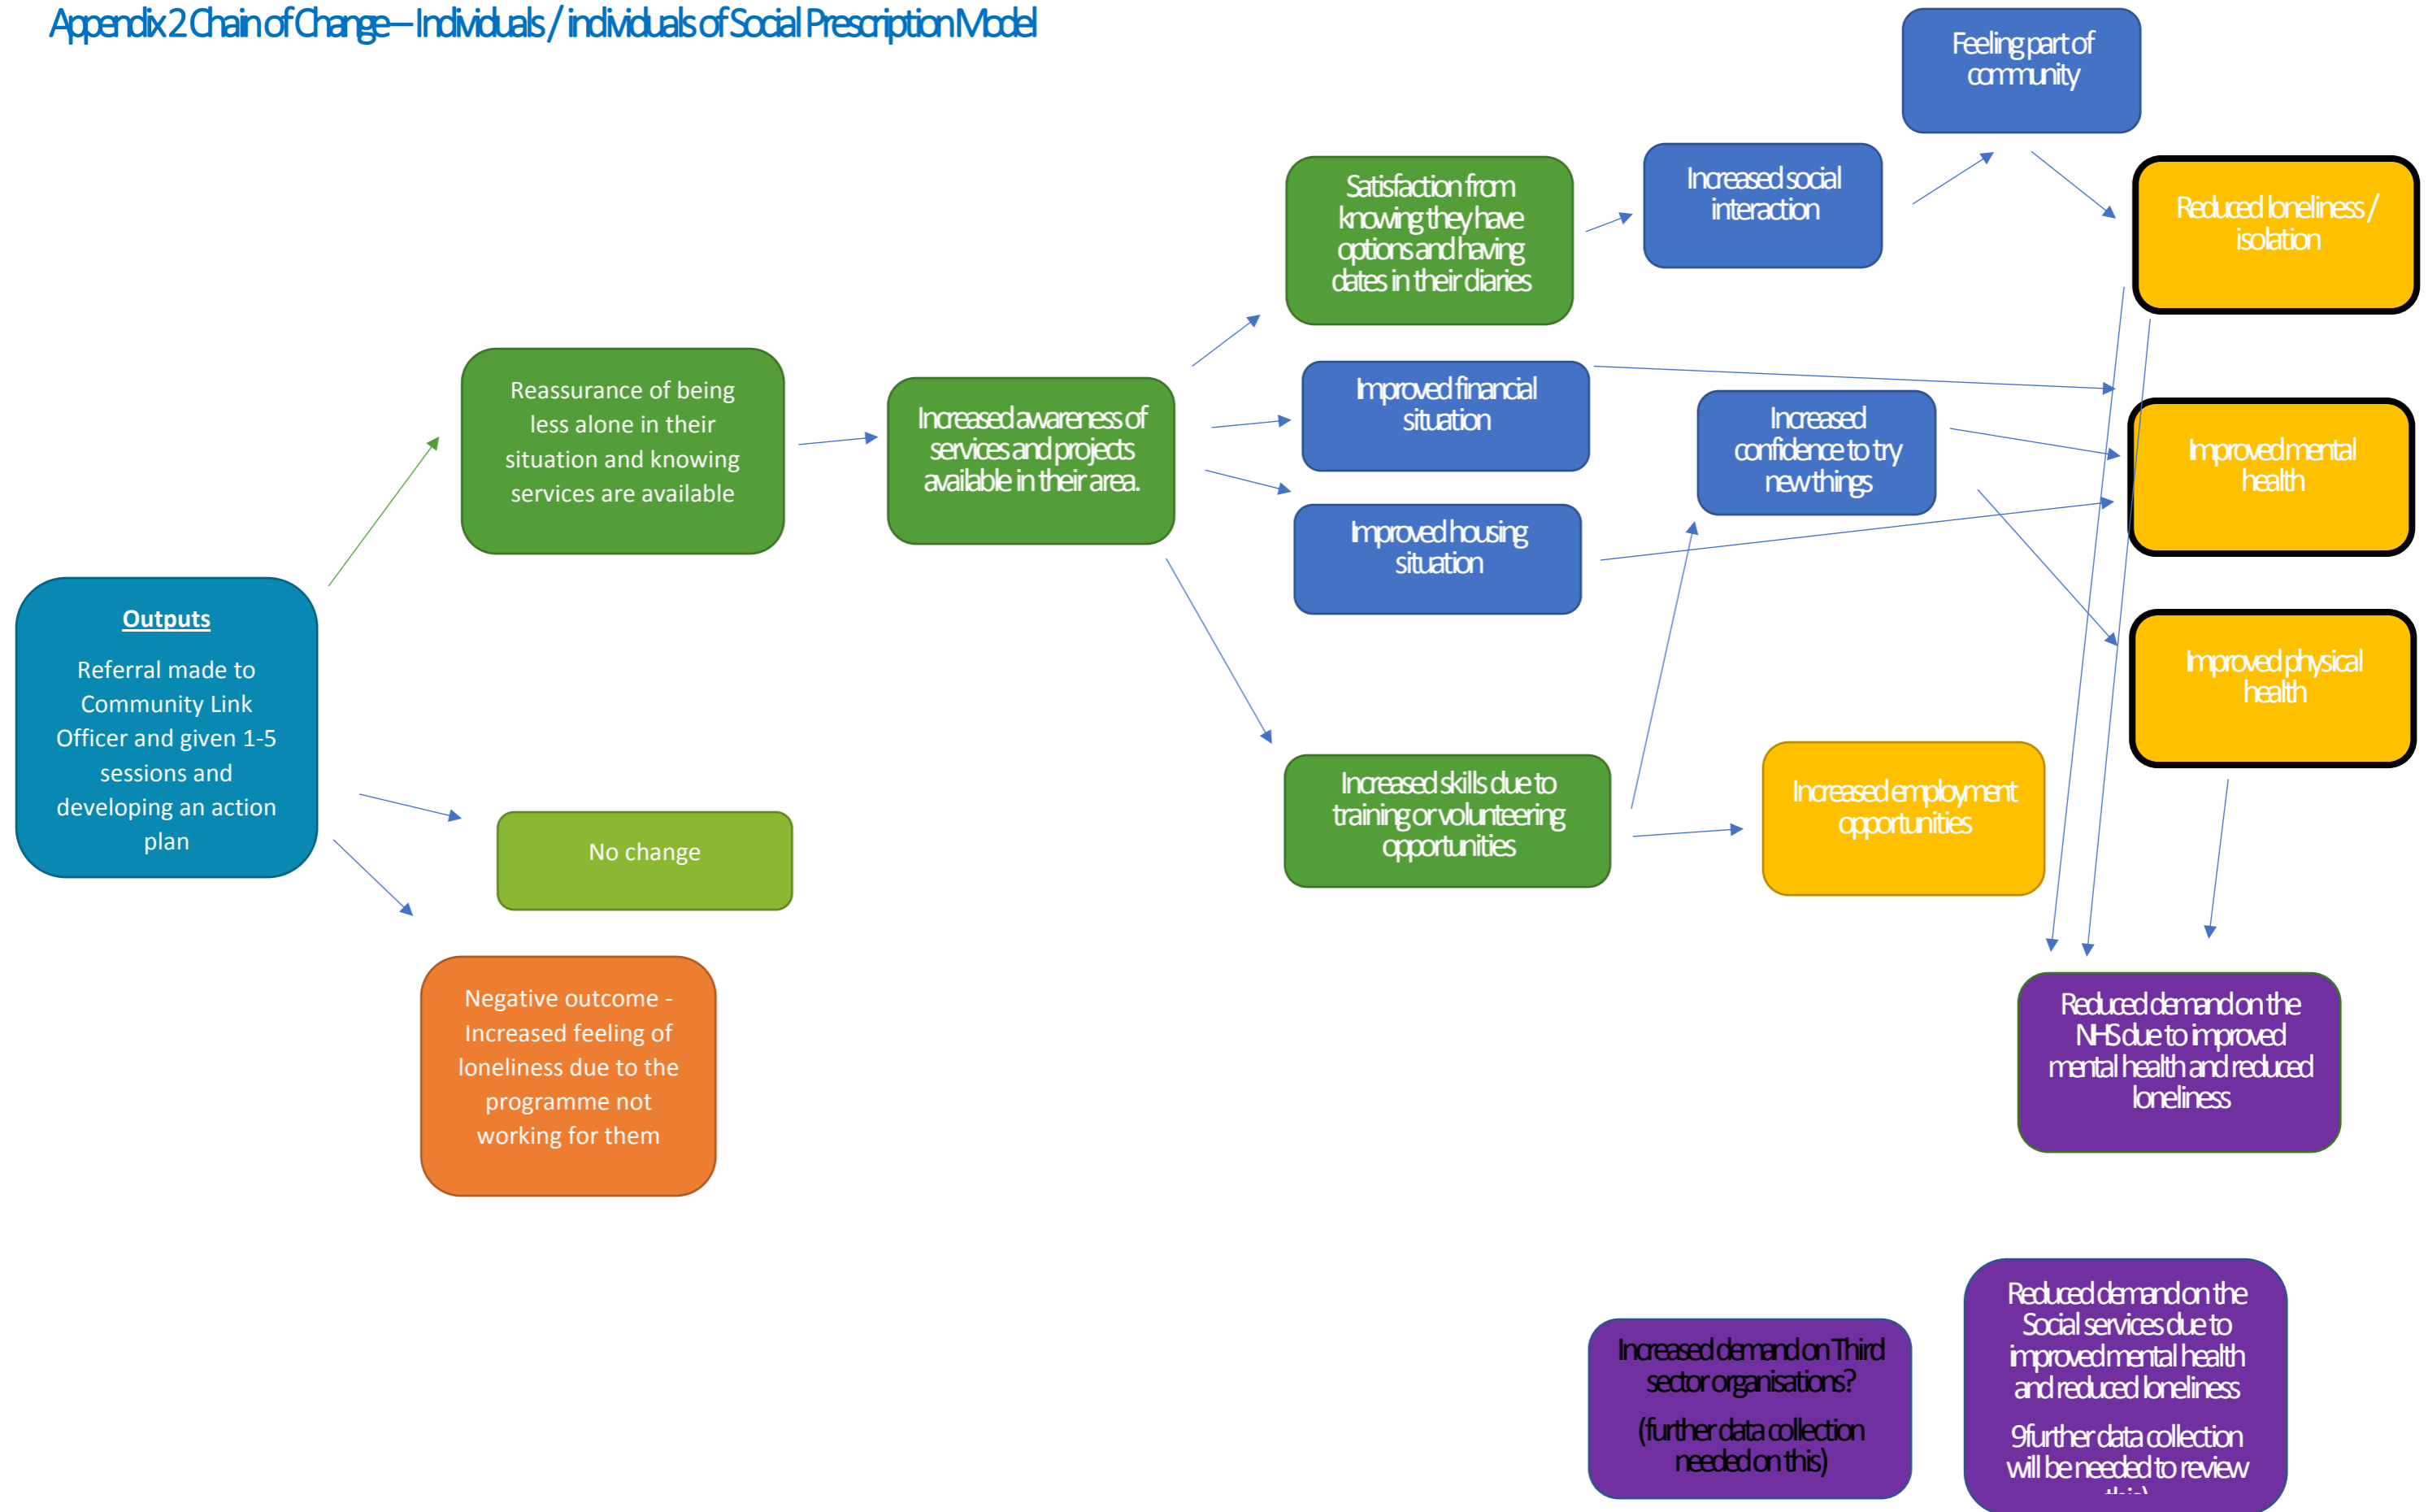 Appendix 2 Chain of Change – Individuals / individuals of Social Prescription Model
Feeling part of
community
Satisfaction from
knowing they have
options and having
dates in their diaries
Increased social
interaction
Reduced loneliness /
isolation
Reassurance of being
less alone in their
situation and knowing
services are available
Increased awareness of
services and projects
available in their area.
Improved financial
situation
Increased
confidence to try
new things
Improved mental
health
Improved housing
situation
Outputs
Referral made to
Community Link
Officer and given 1-5
sessions and
developing an action
plan
Improved physical
health
Increased skills due to
training or volunteering
opportunities
Increased employment
opportunities
No change
Negative outcome -
Increased feeling of
loneliness due to the
programme not
working for them
Reduced demand on the
NHS due to improved
mental health and reduced
loneliness
Increased demand on Third
sector organisations?
(further data collection
needed on this)
Reduced demand on the
Social services due to
improved mental health
and reduced loneliness
9further data collection
will be needed to review